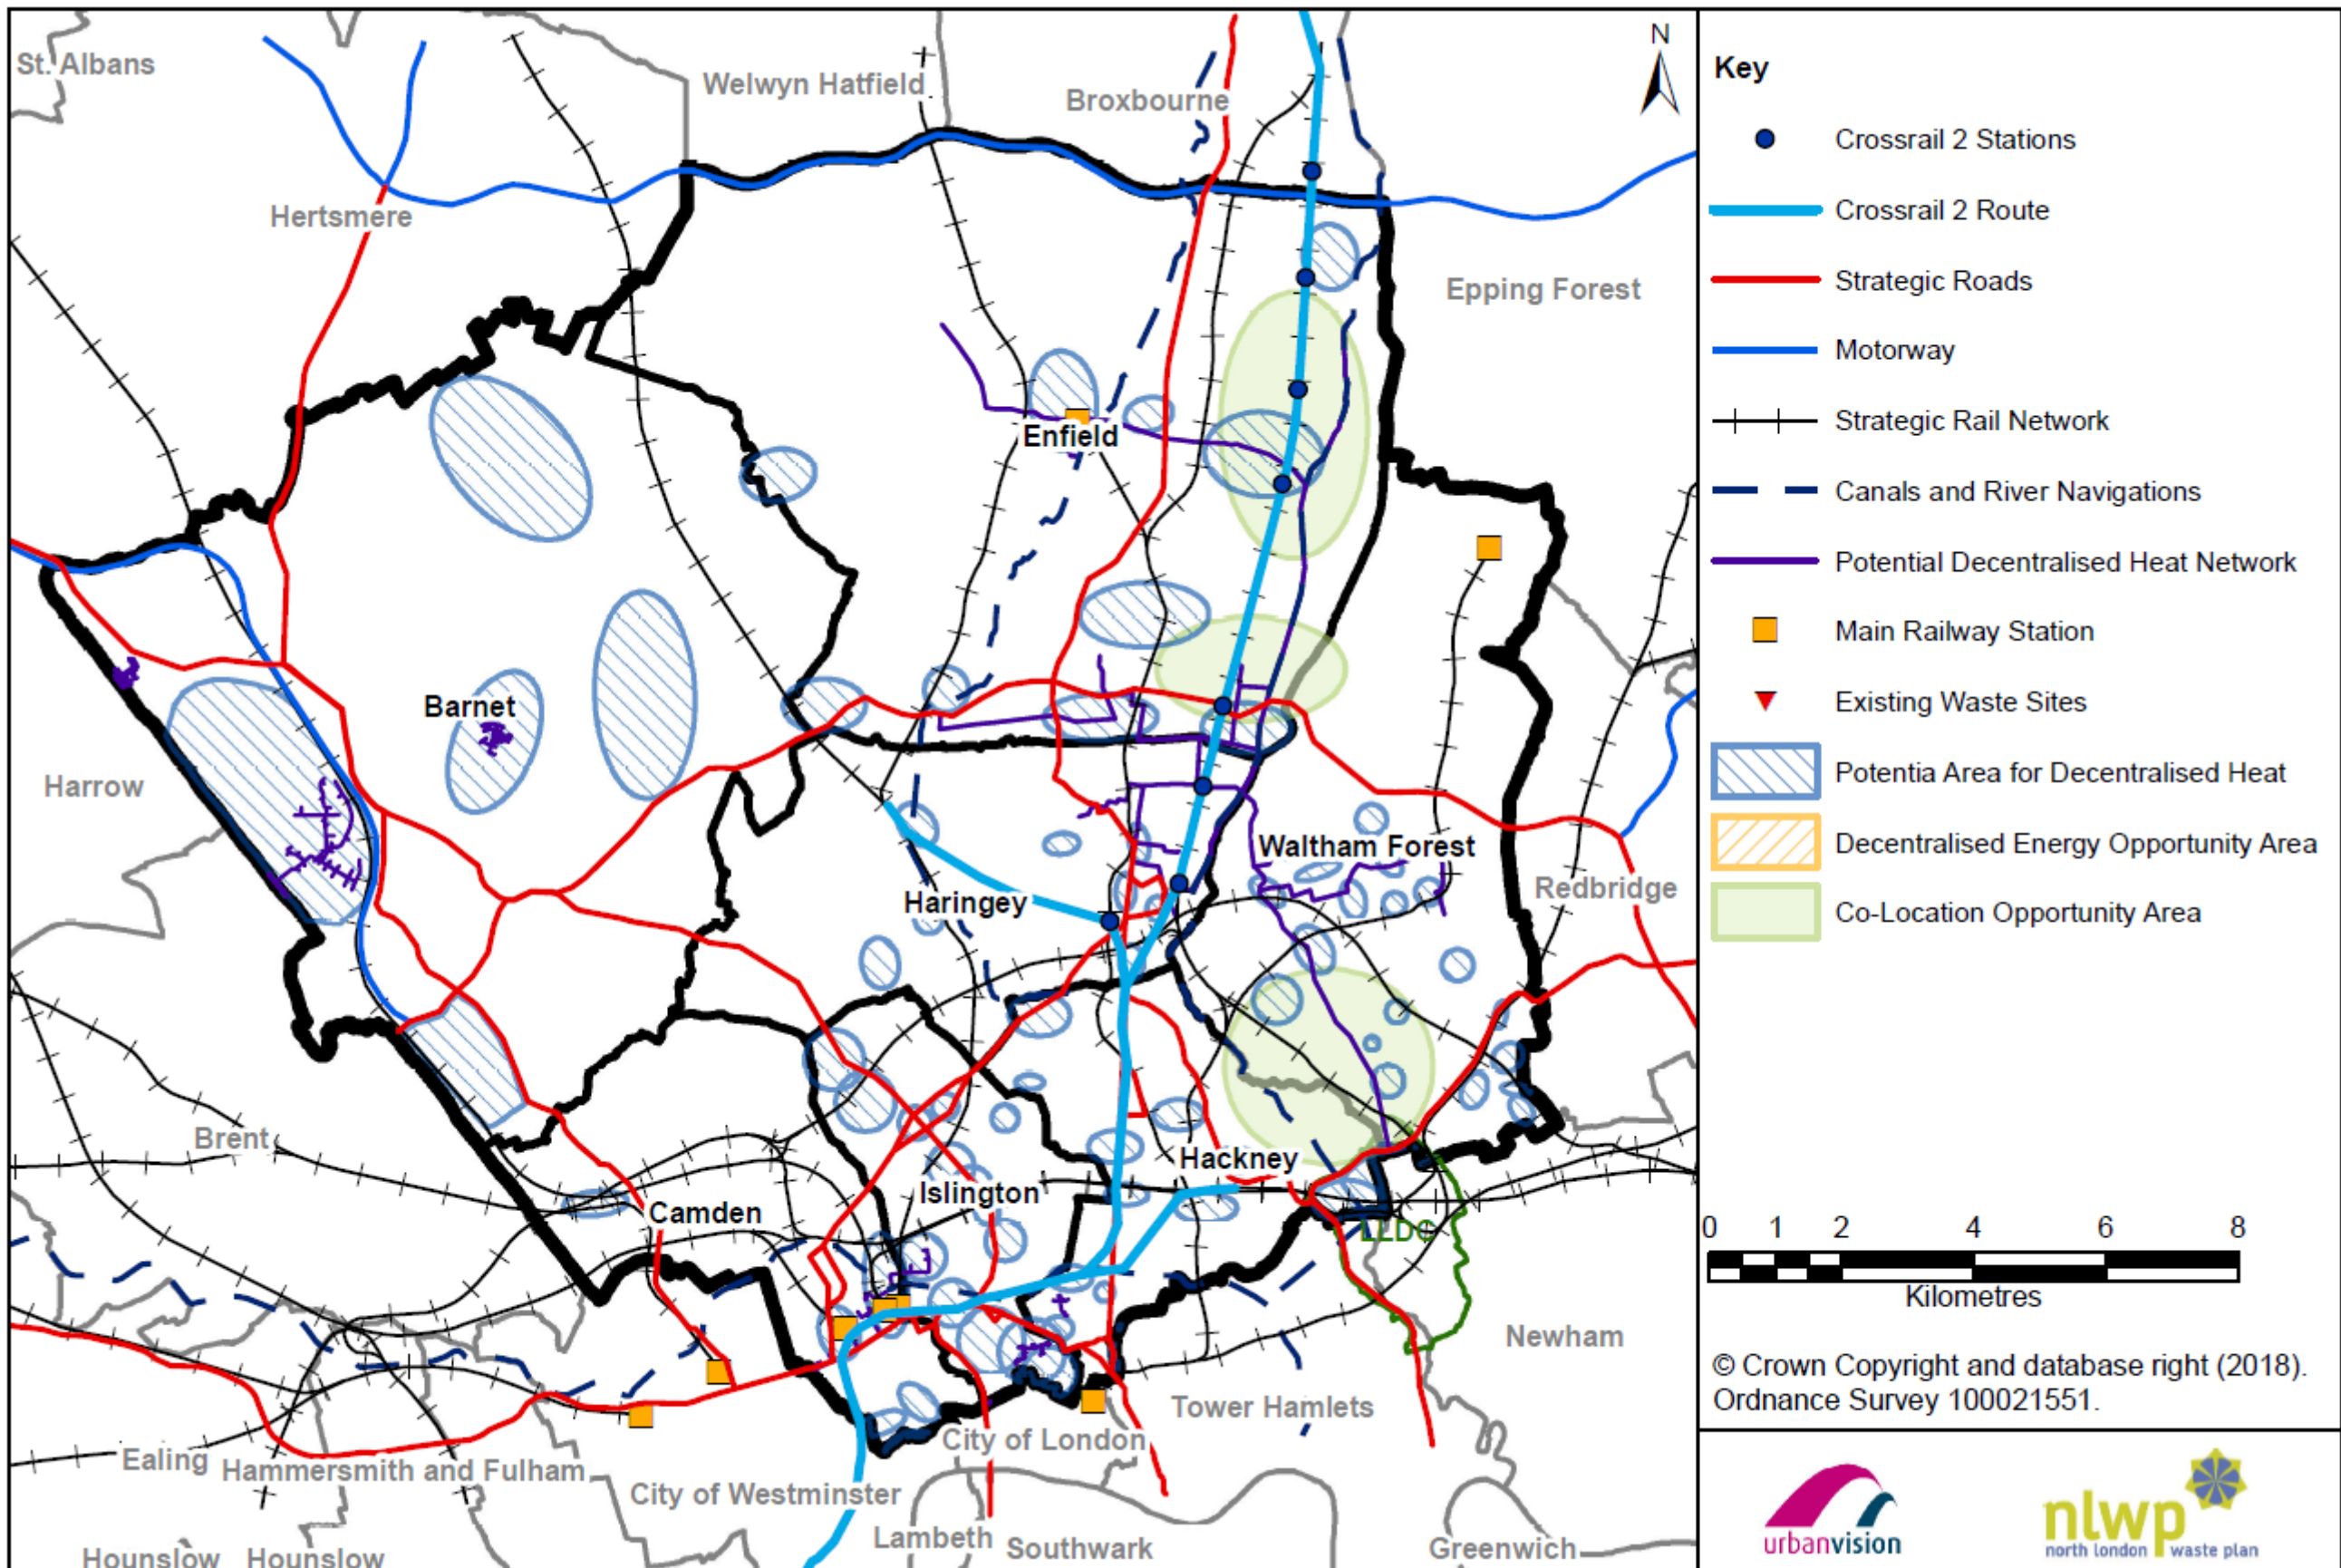 St. Albans
Welwyn Hatfield
Broxbourne
Hertsmere
Epping Forest
Enfield
Barnet
Harrow
Waltham Forest
Haringey
Redbridge
Brent
Hackney
Islington
Camden
LLDC
Newham
Tower Hamlets
City of London
Ealing
Hammersmith and Fulham
City of Westminster
Lambeth
Southwark
Greenwich
Hounslow
Hounslow
N
Key
Crossrail 2 Stations
Crossrail 2 Route
Strategic Roads
Motorway
Strategic Rail Network
Canals and River Navigations
Potential Decentralised Heat Network
Main Railway Station
Existing Waste Sites
Potentia Area for Decentralised Heat
Decentralised Energy Opportunity Area
Co-Location Opportunity Area
0 1 2 4 6 8
Kilometres
© Crown Copyright and database right (2018).
Ordnance Survey 100021551.
urbanvision
nlwp
north london waste plan